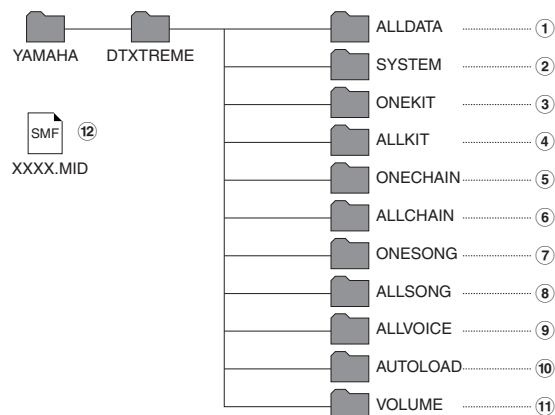 YAMAHA
DTXTREME
SMF ⑫
XXXX.MID
ALLDATA ①
SYSTEM ②
ONEKIT ③
ALLKIT ④
ONECHAIN ⑤
ALLCHAIN ⑥
ONESONG ⑦
ALLSONG ⑧
ALLVOICE ⑨
AUTOLOAD ⑩
VOLUME ⑪